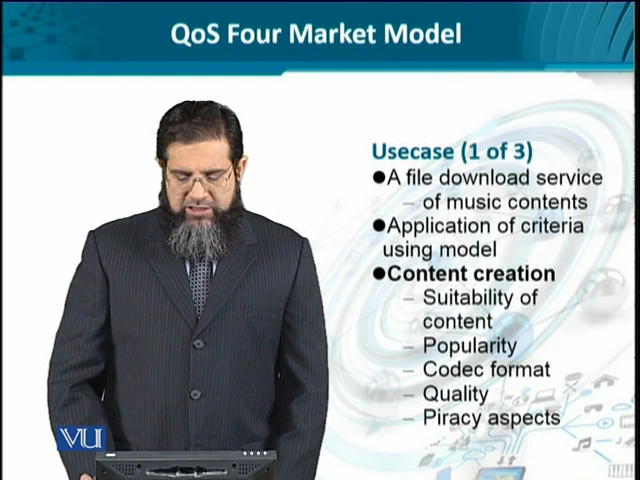 QoS Four Market Model
Usecase (1 of 3)
●A file download service
– of music contents
●Application of criteria
using model
●Content creation
– Suitability of
content
– Popularity
– Codec format
– Quality
– Piracy aspects
VU